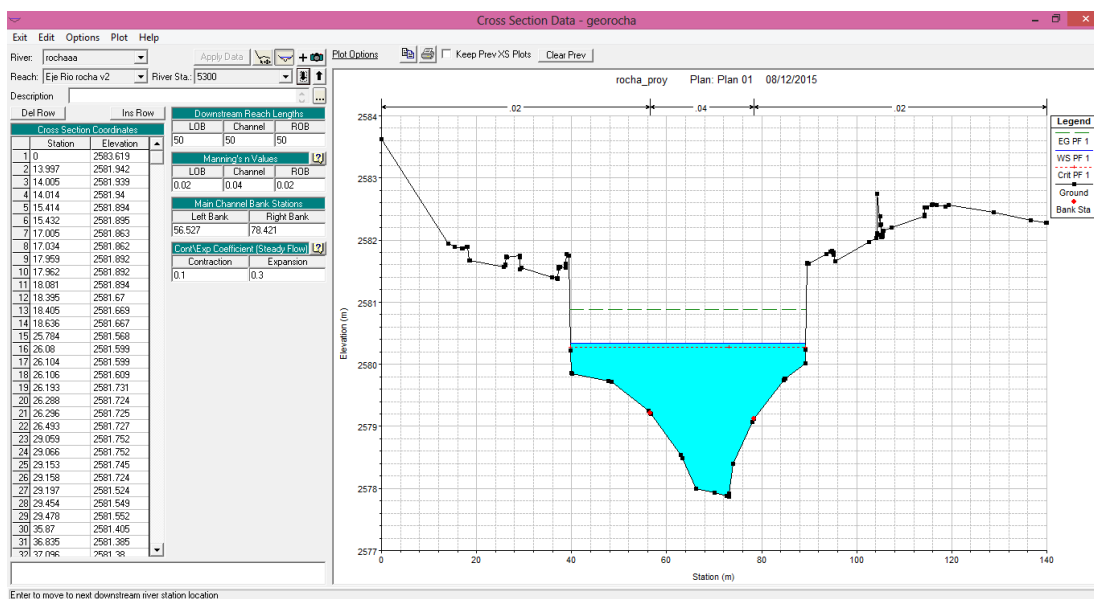 Cross Section Data - georocha
Exit Edit Options Plot Help
River: rochaaa Apply Data Plot Options Keep Prev XS Plots Clear Prev
Reach: Eje Rio rocha v2 River Sta.: 5300
Description ...
Del Row Ins Row
Cross Section Coordinates
Station Elevation
1 0 2583.619
2 13.997 2581.942
3 14.005 2581.939
4 14.014 2581.94
5 15.414 2581.894
6 15.432 2581.895
7 17.005 2581.863
8 17.034 2581.862
9 17.959 2581.892
10 17.962 2581.892
11 18.081 2581.894
12 18.395 2581.67
13 18.405 2581.669
14 18.636 2581.667
15 25.784 2581.568
16 26.08 2581.599
17 26.104 2581.599
18 26.106 2581.609
19 26.193 2581.731
20 26.288 2581.724
21 26.296 2581.725
22 26.493 2581.727
23 29.059 2581.752
24 29.066 2581.752
25 29.153 2581.745
26 29.158 2581.724
27 29.197 2581.524
28 29.454 2581.549
29 29.478 2581.552
30 35.87 2581.405
31 36.835 2581.385
32 37.096 2581.38
Downstream Reach Lengths
LOB Channel ROB
50 50 50
Manning's n Values
LOB Channel ROB
0.02 0.04 0.02
Main Channel Bank Stations
Left Bank Right Bank
56.527 78.421
Cont\Exp Coefficient (Steady Flow)
Contraction Expansion
0.1 0.3
rocha_proy Plan: Plan 01 08/12/2015
.02 .04 .02
2584
2583
2582
2581
2580
2579
2578
2577
Elevation (m)
0 20 40 60 80 100 120 140
Station (m)
Legend
EG PF 1
WS PF 1
Crit PF 1
Ground
Bank Sta
Enter to move to next downstream river station location